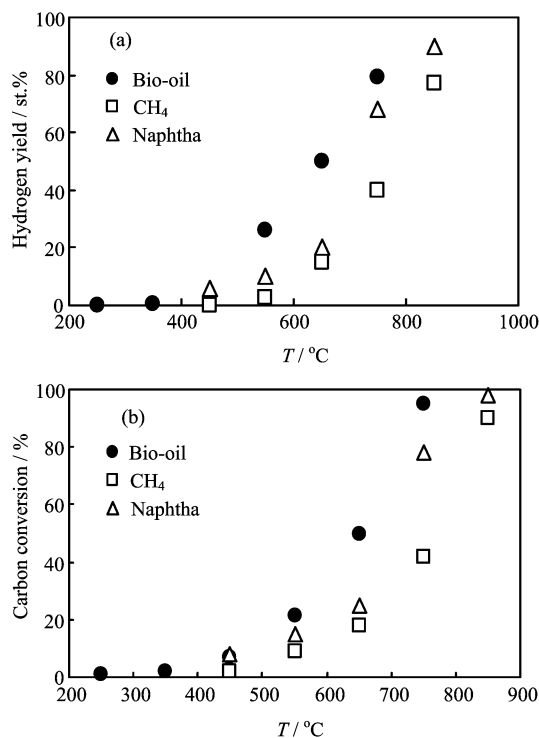 (a)
Bio-oil
CH4
Naphtha
Hydrogen yield / st.%
100
80
60
40
20
0
200 400 600 800 1000
T / °C
(b)
Bio-oil
CH4
Naphtha
Carbon conversion / %
100
80
60
40
20
0
200 300 400 500 600 700 800 900
T / °C